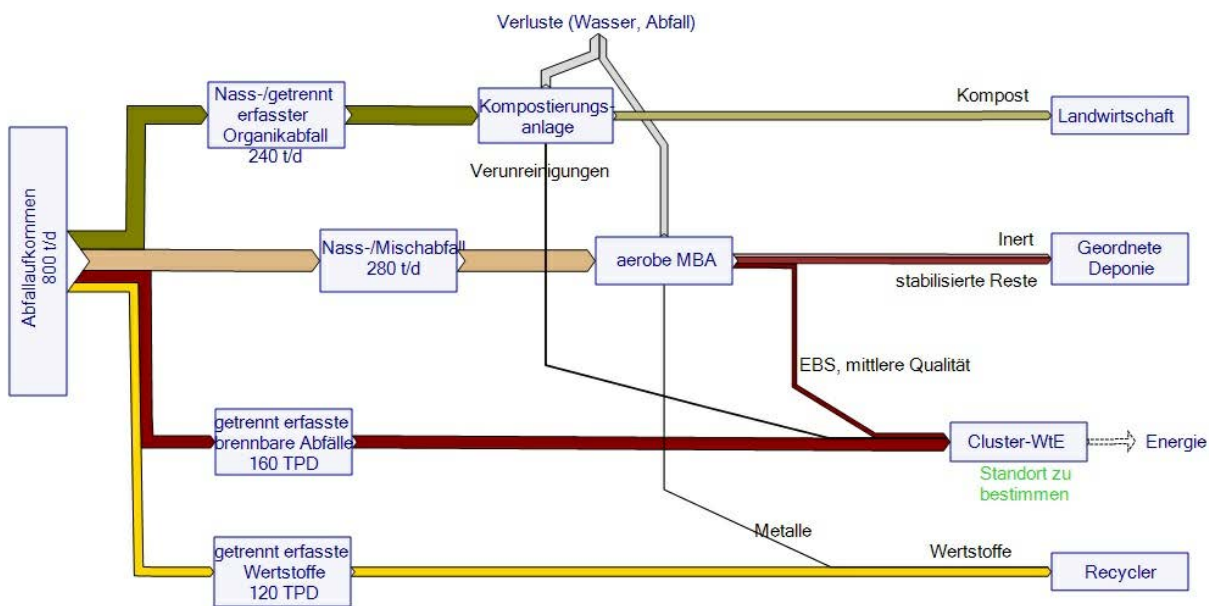 Verluste (Wasser, Abfall)
Nass-/getrennt
erfasster
Organikabfall
240 t/d
Kompostierungs-
anlage
Kompost
Landwirtschaft
Verunreinigungen
Abfallaufkommen
800 t/d
Nass-/Mischabfall
280 t/d
aerobe MBA
Inert
stabilisierte Reste
Geordnete
Deponie
EBS, mittlere Qualität
getrennt erfasste
brennbare Abfälle
160 TPD
Cluster-WtE
Energie
Standort zu
bestimmen
Metalle
Wertstoffe
getrennt erfasste
Wertstoffe
120 TPD
Recycler